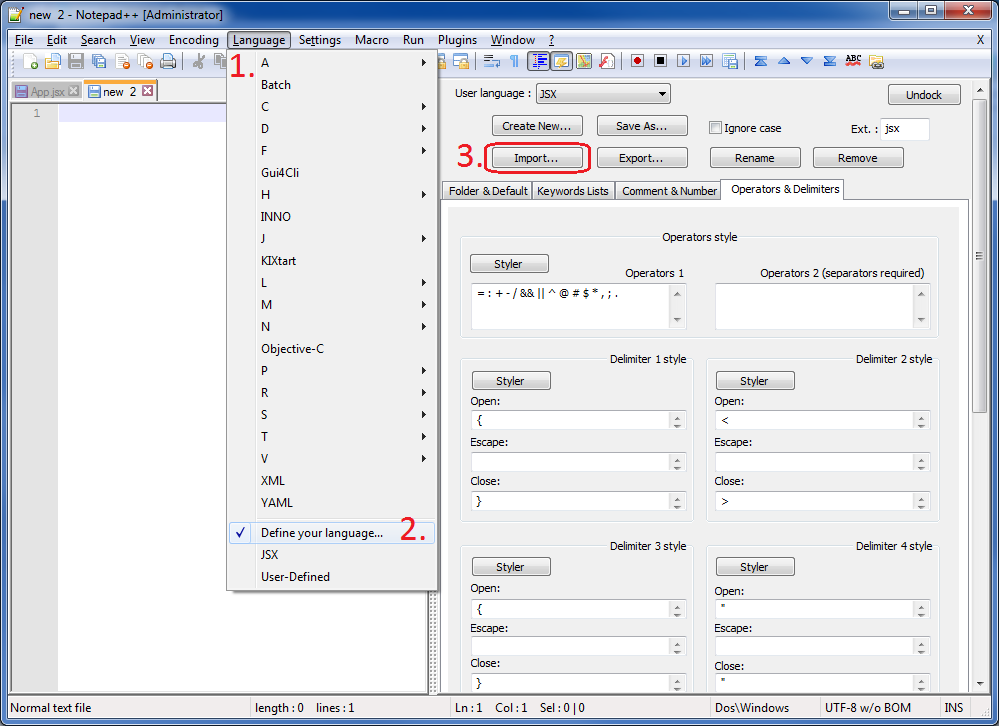 new 2 - Notepad++ [Administrator]
File Edit Search View Encoding Language Settings Macro Run Plugins Window ? X
1.
ABC
App.jsx new 2
1
A
Batch
C
D
F
Gui4Cli
H
INNO
J
KIXtart
L
M
N
Objective-C
P
R
S
T
V
XML
YAML
Define your language... 2.
JSX
User-Defined
User language : JSX Undock
Create New... Save As... Ignore case Ext. : jsx
3. Import... Export... Rename Remove
Folder & Default Keywords Lists Comment & Number Operators & Delimiters
Operators style
Styler
Operators 1 Operators 2 (separators required)
= : + - / && || ^ @ # $ * , ; .
Delimiter 1 style Delimiter 2 style
Styler Styler
Open: Open:
{ <
Escape: Escape:
Close: Close:
} >
Delimiter 3 style Delimiter 4 style
Styler Styler
Open: Open:
{ "
Escape: Escape:
Close: Close:
} "
Normal text file length : 0 lines : 1 Ln : 1 Col : 1 Sel : 0 | 0 Dos\Windows UTF-8 w/o BOM INS